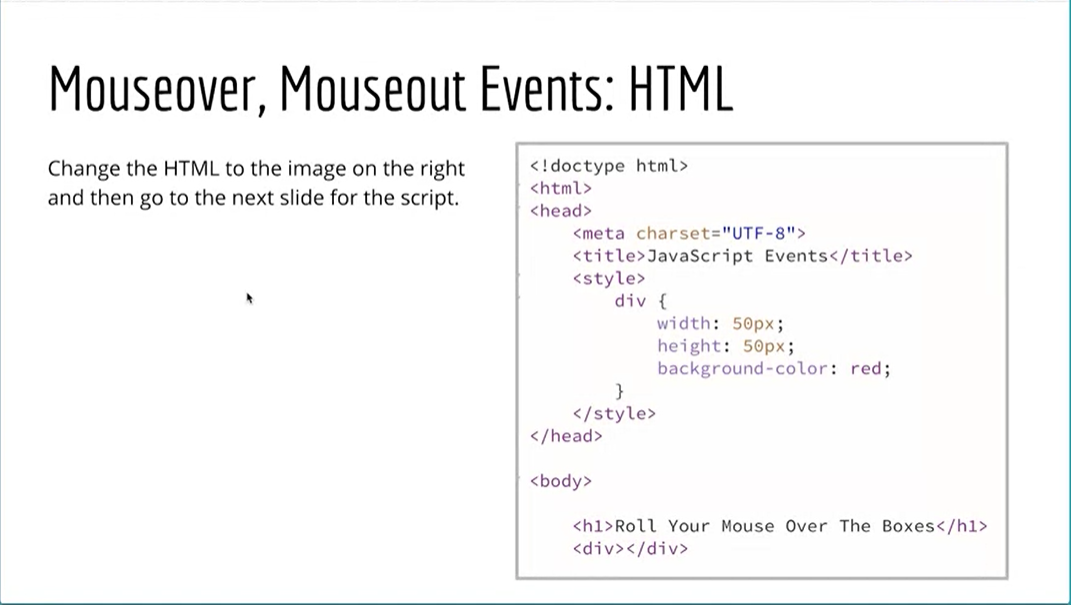 Mouseover, Mouseout Events: HTML
Change the HTML to the image on the right
and then go to the next slide for the script.
<!doctype html>
<html>
<head>
    <meta charset="UTF-8">
    <title>JavaScript Events</title>
    <style>
        div {
            width: 50px;
            height: 50px;
            background-color: red;
        }
    </style>
</head>
<body>
    <h1>Roll Your Mouse Over The Boxes</h1>
    <div></div>